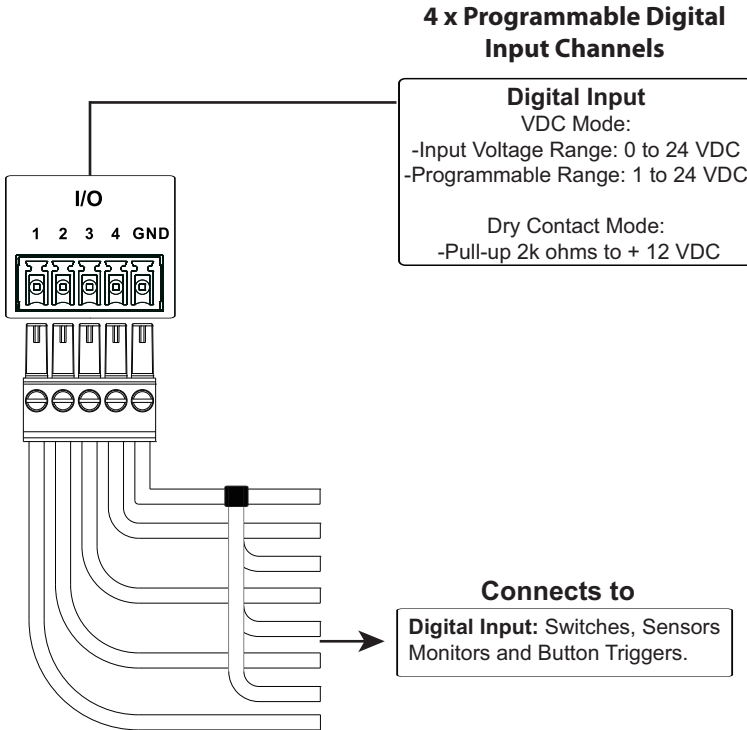 4 x Programmable Digital
Input Channels
Digital Input
VDC Mode:
-Input Voltage Range: 0 to 24 VDC
-Programmable Range: 1 to 24 VDC
Dry Contact Mode:
-Pull-up 2k ohms to + 12 VDC
I/O
1 2 3 4 GND
Connects to
Digital Input: Switches, Sensors
Monitors and Button Triggers.